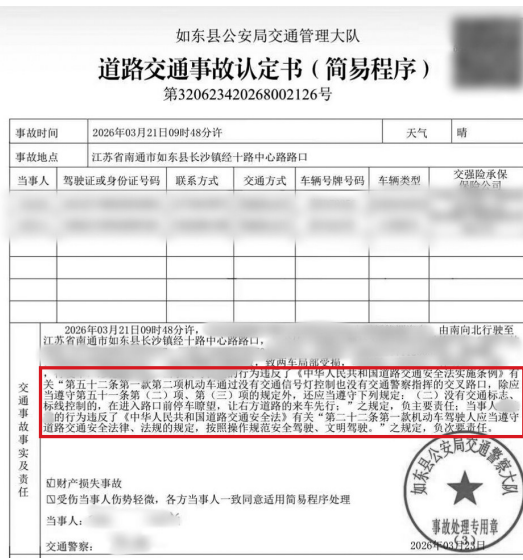 如东县公安局交通管理大队
道路交通事故认定书（简易程序）
第320623420268002126号
事故时间 2026年03月21日09时48分许 天气 晴
事故地点 江苏省南通市如东县长沙镇经十路中心路路口
当事人 驾驶证或身份证号码 联系方式 交通方式 车辆号牌号码 车辆类型 交强险承保
保险公司
交通事故事实及责任
2026年03月21日09时48分许， 由南向北行驶至
江苏省南通市如东县长沙镇经十路中心路路口，
，致两车局部受损。
的行为违反了《中华人民共和国道路交通安全法实施条例》有
关“第五十二条第一款第二项机动车通过没有交通信号灯控制也没有交通警察指挥的交叉路口，除应
当遵守第五十一条第（二）项、第（三）项的规定外，还应当遵守下列规定：（二）没有交通标志、
标线控制的，在进入路口前停车瞭望，让右方道路的来车先行；”之规定，负主要责任；当事人
的行为违反了《中华人民共和国道路交通安全法》有关“第二十二条第一款机动车驾驶人应当遵守
道路交通安全法律、法规的规定，按照操作规范安全驾驶、文明驾驶。”之规定，负次要责任。
☑财产损失事故
☑受伤当事人伤势轻微，各方当事人一致同意适用简易程序处理
当事人：
交通警察：
2026年03月23日
如东县公安局交通警察大队
事故处理专用章
（3）